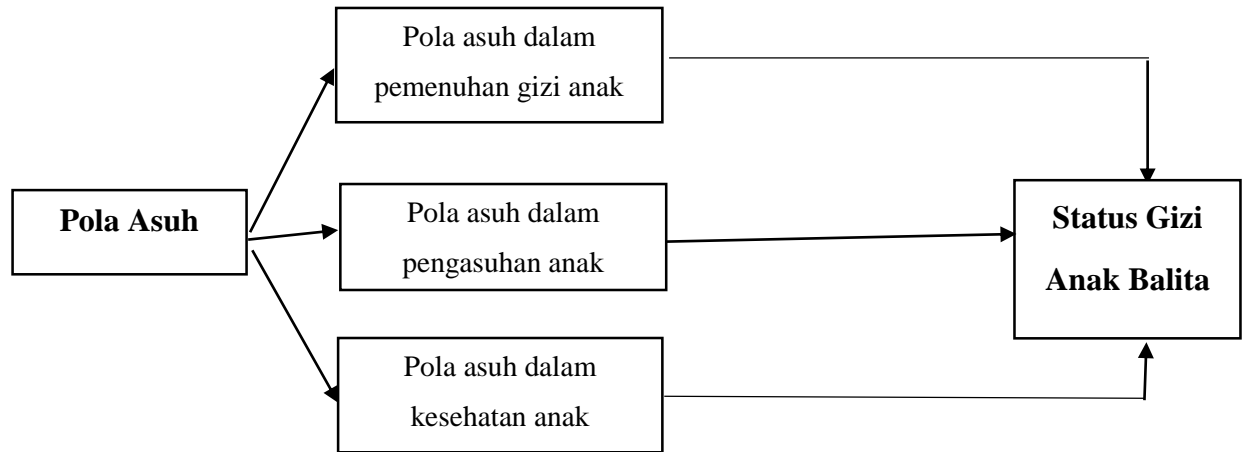 Pola Asuh
Pola asuh dalam
pemenuhan gizi anak
Pola asuh dalam
pengasuhan anak
Pola asuh dalam
kesehatan anak
Status Gizi
Anak Balita